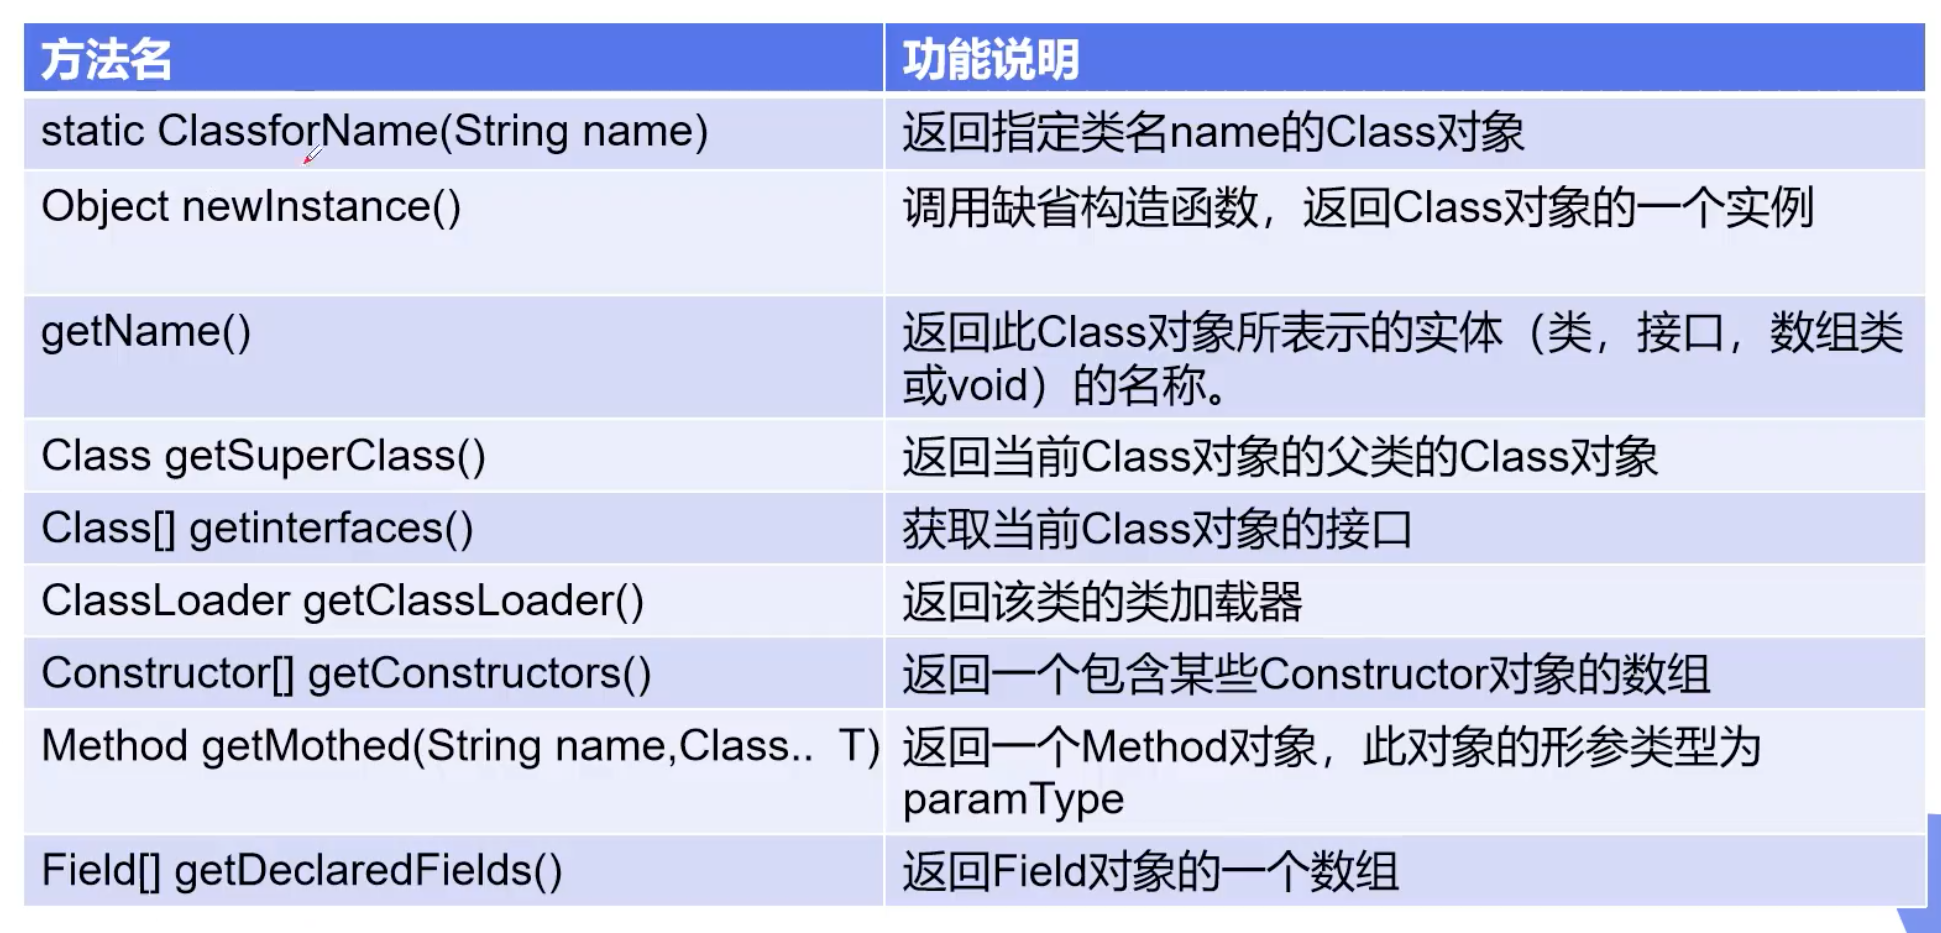 方法名
功能说明
static ClassforName(String name)
返回指定类名name的Class对象
Object newInstance()
调用缺省构造函数，返回Class对象的一个实例
getName()
返回此Class对象所表示的实体（类，接口，数组类
或void）的名称。
Class getSuperClass()
返回当前Class对象的父类的Class对象
Class[] getinterfaces()
获取当前Class对象的接口
ClassLoader getClassLoader()
返回该类的类加载器
Constructor[] getConstructors()
返回一个包含某些Constructor对象的数组
Method getMothed(String name,Class.. T)
返回一个Method对象，此对象的形参类型为
paramType
Field[] getDeclaredFields()
返回Field对象的一个数组